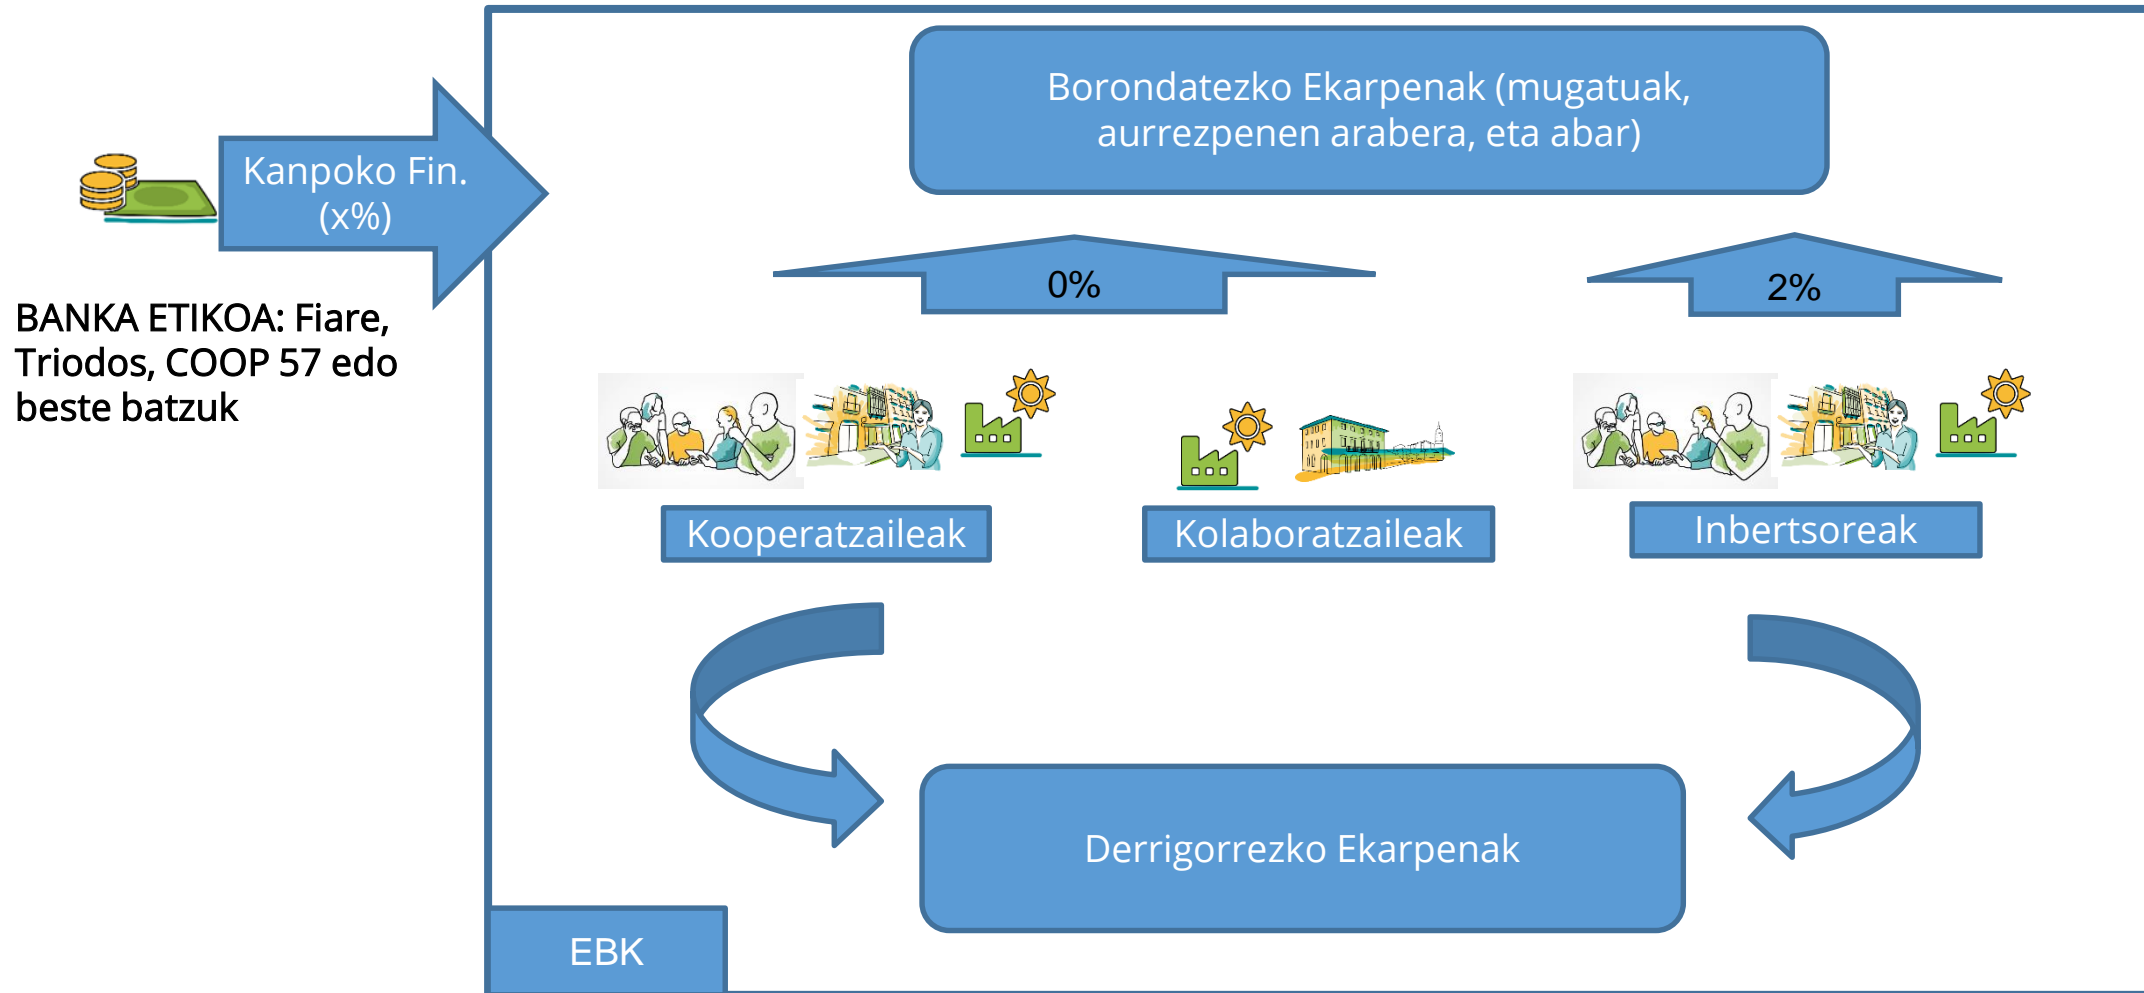 Borondatezko Ekarpenak (mugatuak,
aurrezpenen arabera, eta abar)
Kanpoko Fin.
(x%)
BANKA ETIKOA: Fiare,
Triodos, COOP 57 edo
beste batzuk
0%
2%
Kooperatzaileak
Kolaboratzaileak
Inbertsoreak
Derrigorrezko Ekarpenak
EBK